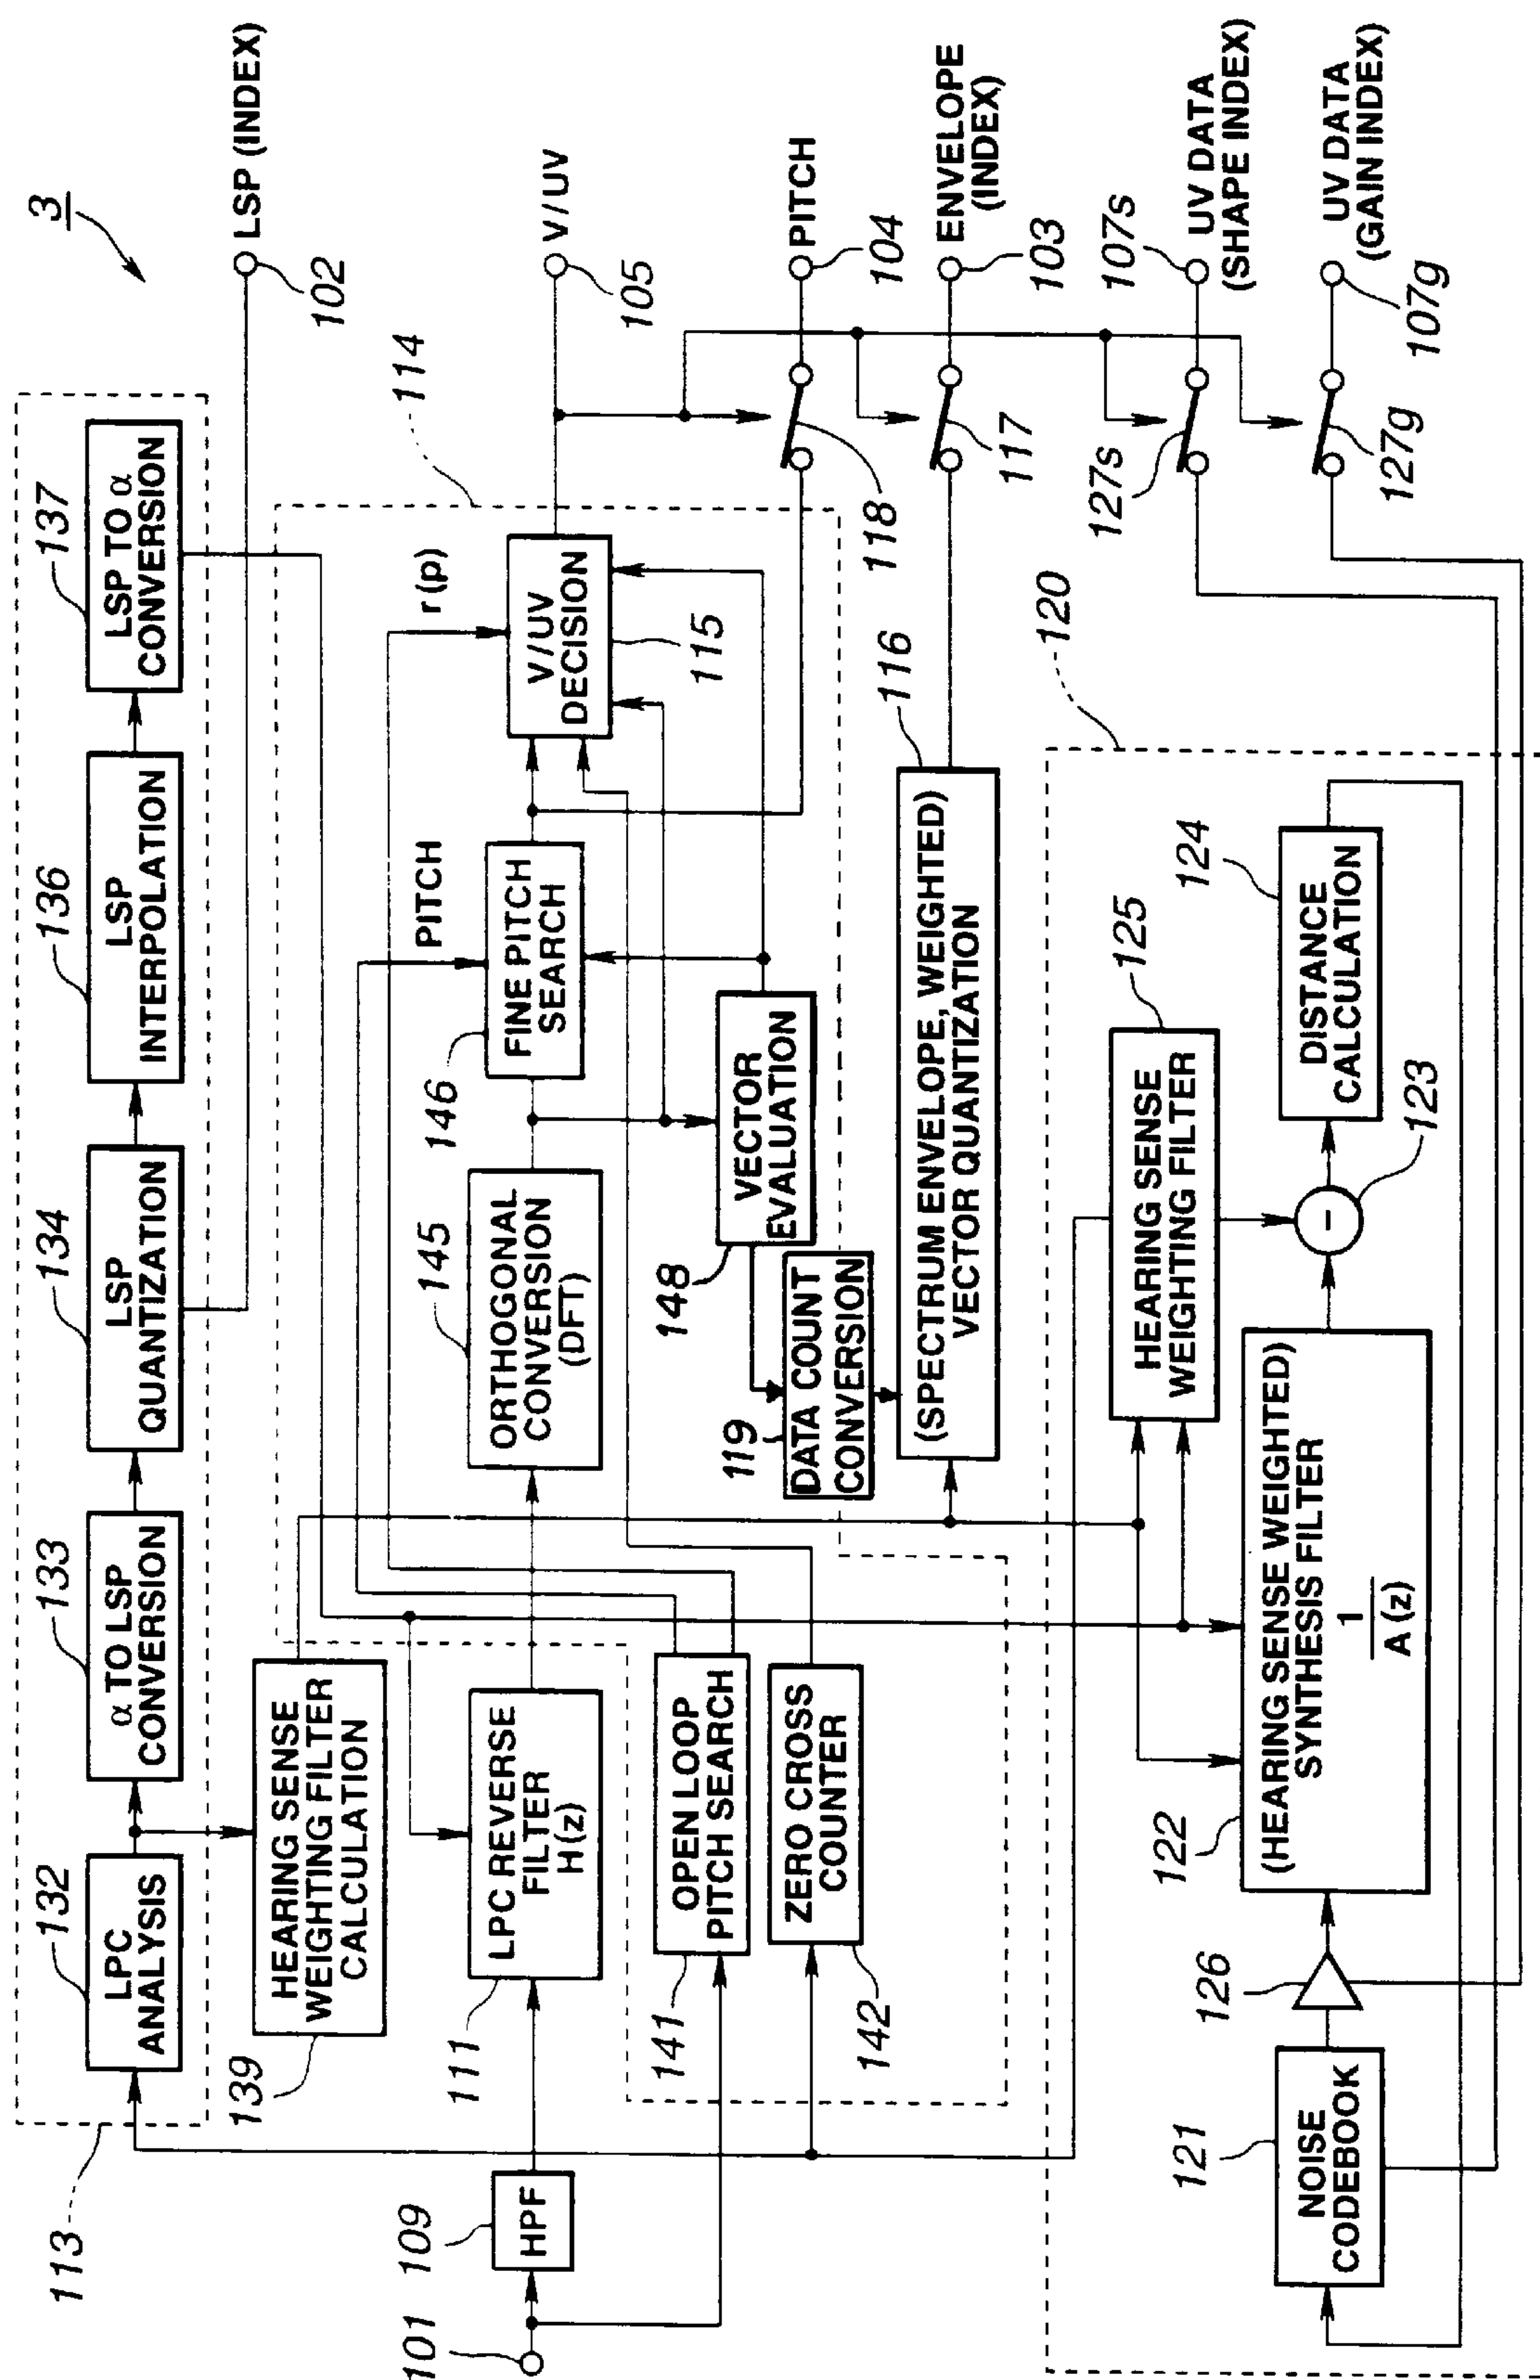 3
113
132
LPC
ANALYSIS
133
α TO LSP
CONVERSION
134
LSP
QUANTIZATION
136
LSP
INTERPOLATION
137
LSP TO α
CONVERSION
LSP (INDEX)
102
139
HEARING SENSE
WEIGHTING FILTER
CALCULATION
114
V/UV
105
101
109
HPF
111
LPC REVERSE
FILTER
H(z)
145
ORTHOGONAL
CONVERSION
(DFT)
146
FINE PITCH
SEARCH
PITCH
r(p)
V/UV
DECISION
115
141
OPEN LOOP
PITCH SEARCH
142
ZERO CROSS
COUNTER
148
VECTOR
EVALUATION
119
DATA COUNT
CONVERSION
118
PITCH
104
116
(SPECTRUM ENVELOPE, WEIGHTED)
VECTOR QUANTIZATION
117
ENVELOPE
(INDEX)
103
120
127s
107s
UV DATA
(SHAPE INDEX)
127g
107g
UV DATA
(GAIN INDEX)
125
HEARING SENSE
WEIGHTING FILTER
124
DISTANCE
CALCULATION
123
−
121
NOISE
CODEBOOK
126
122
(HEARING SENSE WEIGHTED)
SYNTHESIS FILTER
1
A(z)